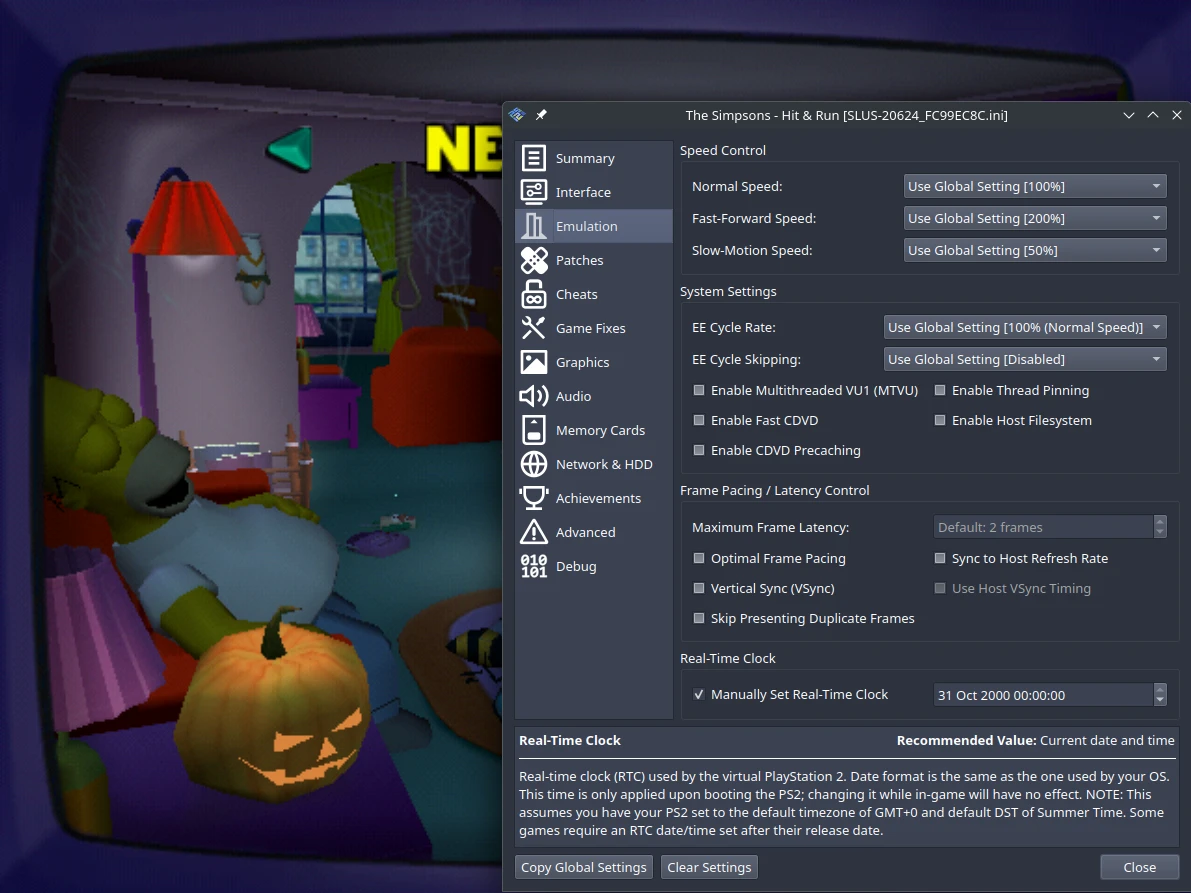 NE
The Simpsons - Hit & Run [SLUS-20624_FC99EC8C.ini]
Summary
Interface
Emulation
Patches
Cheats
Game Fixes
Graphics
Audio
Memory Cards
Network & HDD
Achievements
Advanced
010
101
Debug
Speed Control
Normal Speed: Use Global Setting [100%]
Fast-Forward Speed: Use Global Setting [200%]
Slow-Motion Speed: Use Global Setting [50%]
System Settings
EE Cycle Rate: Use Global Setting [100% (Normal Speed)]
EE Cycle Skipping: Use Global Setting [Disabled]
Enable Multithreaded VU1 (MTVU) Enable Thread Pinning
Enable Fast CDVD Enable Host Filesystem
Enable CDVD Precaching
Frame Pacing / Latency Control
Maximum Frame Latency: Default: 2 frames
Optimal Frame Pacing Sync to Host Refresh Rate
Vertical Sync (VSync) Use Host VSync Timing
Skip Presenting Duplicate Frames
Real-Time Clock
Manually Set Real-Time Clock 31 Oct 2000 00:00:00
Real-Time Clock Recommended Value: Current date and time
Real-time clock (RTC) used by the virtual PlayStation 2. Date format is the same as the one used by your OS.
This time is only applied upon booting the PS2; changing it while in-game will have no effect. NOTE: This
assumes you have your PS2 set to the default timezone of GMT+0 and default DST of Summer Time. Some
games require an RTC date/time set after their release date.
Copy Global Settings Clear Settings Close